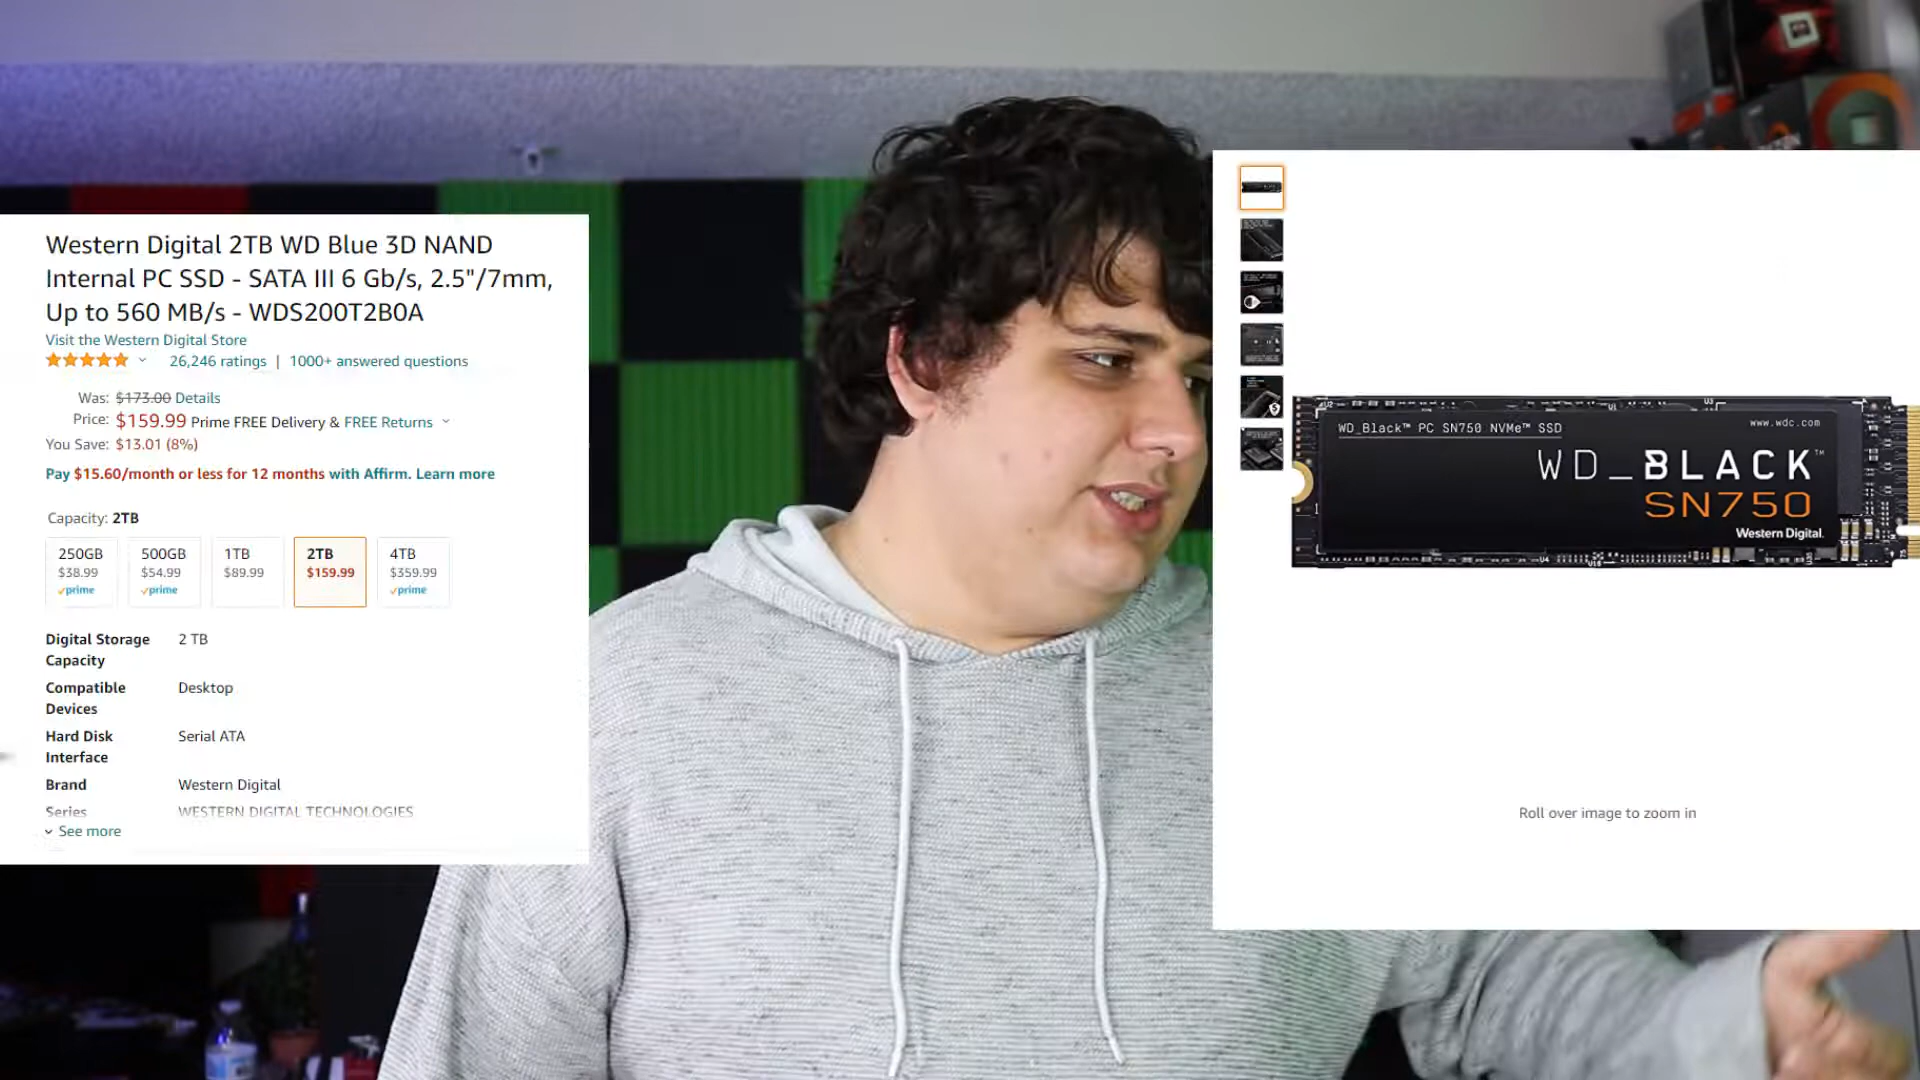 Western Digital 2TB WD Blue 3D NAND
Internal PC SSD - SATA III 6 Gb/s, 2.5"/7mm,
Up to 560 MB/s - WDS200T2B0A
Visit the Western Digital Store
26,246 ratings | 1000+ answered questions
Was: $173.00 Details
Price: $159.99 Prime FREE Delivery & FREE Returns
You Save: $13.01 (8%)
Pay $15.60/month or less for 12 months with Affirm. Learn more
Capacity: 2TB
250GB 500GB 1TB 2TB 4TB
$38.99 $54.99 $89.99 $159.99 $359.99
prime prime prime
Digital Storage Capacity 2 TB
Compatible Devices Desktop
Hard Disk Interface Serial ATA
Brand Western Digital
Series WESTERN DIGITAL TECHNOLOGIES
See more
WD_Black™ PC SN750 NVMe™ SSD
www.wdc.com
WD_BLACK™
SN750
Western Digital.
Roll over image to zoom in